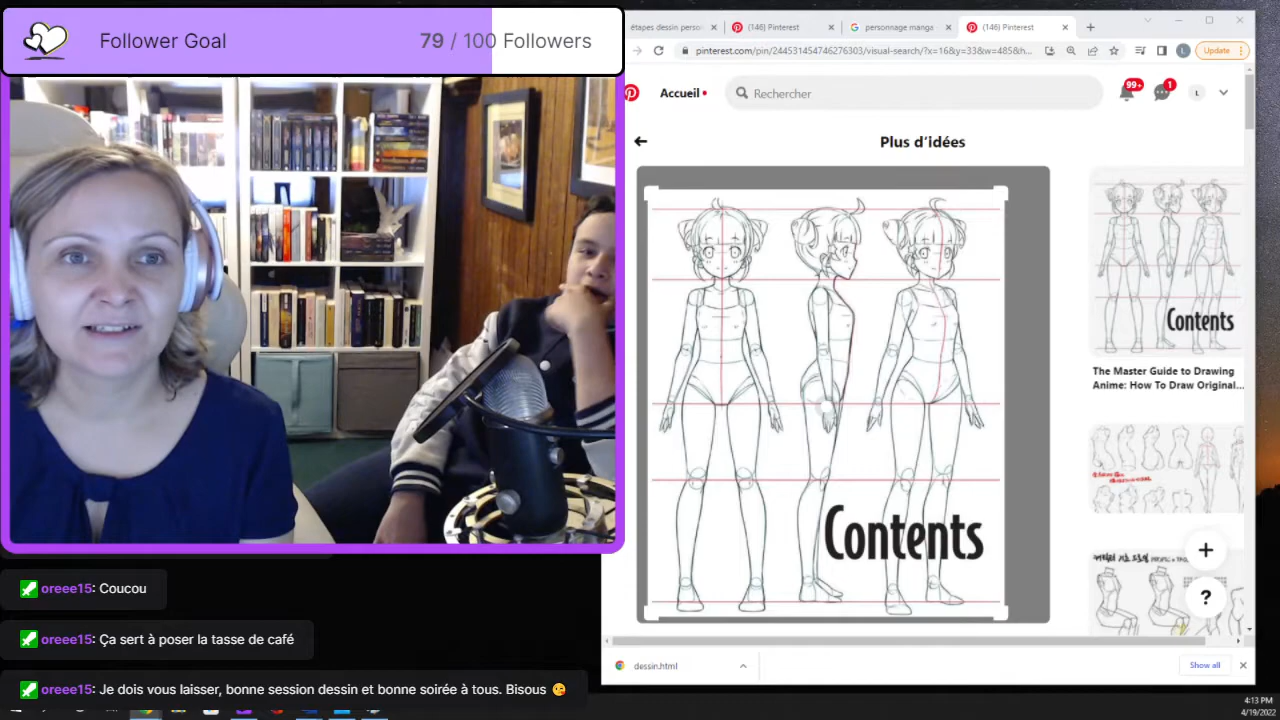 Follower Goal
79 / 100 Followers
étapes dessin perso
(146) Pinterest
personnage manga
(146) Pinterest
pinterest.com/pin/244531454746276303/visual-search/?x=16&y=33&w=485&h...
L
Update
Accueil
Rechercher
99+
1
L
Plus d'idées
Contents
Contents
The Master Guide to Drawing
Anime: How To Draw Original...
+
?
oreee15: Coucou
oreee15: Ça sert à poser la tasse de café
oreee15: Je dois vous laisser, bonne session dessin et bonne soirée à tous. Bisous 😘
dessin.html
Show all
4:13 PM
4/19/2022